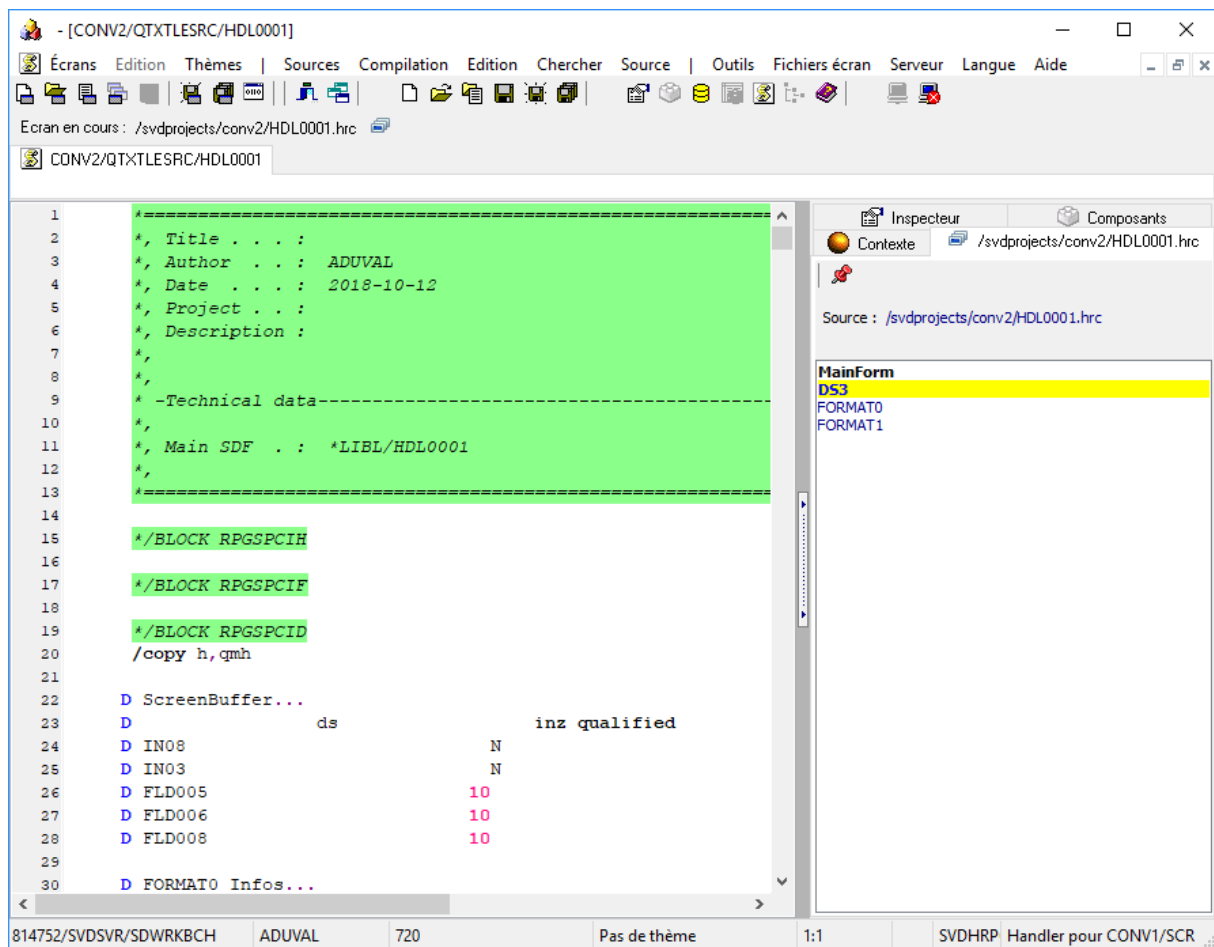 - [CONV2/QTXTLESRC/HDL0001]
Écrans Edition Thèmes | Sources Compilation Edition Chercher Source | Outils Fichiers écran Serveur Langue Aide
Ecran en cours : /svdprojects/conv2/HDL0001.hrc
CONV2/QTXTLESRC/HDL0001
1 *======================================================================
2 *, Title . . . :
3 *, Author . . : ADUVAL
4 *, Date . . . : 2018-10-12
5 *, Project . . :
6 *, Description :
7 *,
8 *,
9 * -Technical data--------------------------------------------------
10 *,
11 *, Main SDF . : *LIBL/HDL0001
12 *,
13 *======================================================================
14
15 */BLOCK RPGSPCIH
16
17 */BLOCK RPGSPCIF
18
19 */BLOCK RPGSPCID
20 /copy h,qmh
21
22 D ScreenBuffer...
23 D ds inz qualified
24 D IN08 N
25 D IN03 N
26 D FLD005 10
27 D FLD006 10
28 D FLD008 10
29
30 D FORMAT0 Infos...
Inspecteur Composants
Contexte /svdprojects/conv2/HDL0001.hrc
Source : /svdprojects/conv2/HDL0001.hrc
MainForm
DS3
FORMAT0
FORMAT1
814752/SVDSVR/SDWRKBCH ADUVAL 720 Pas de thème 1:1 SVDHRP Handler pour CONV1/SCR